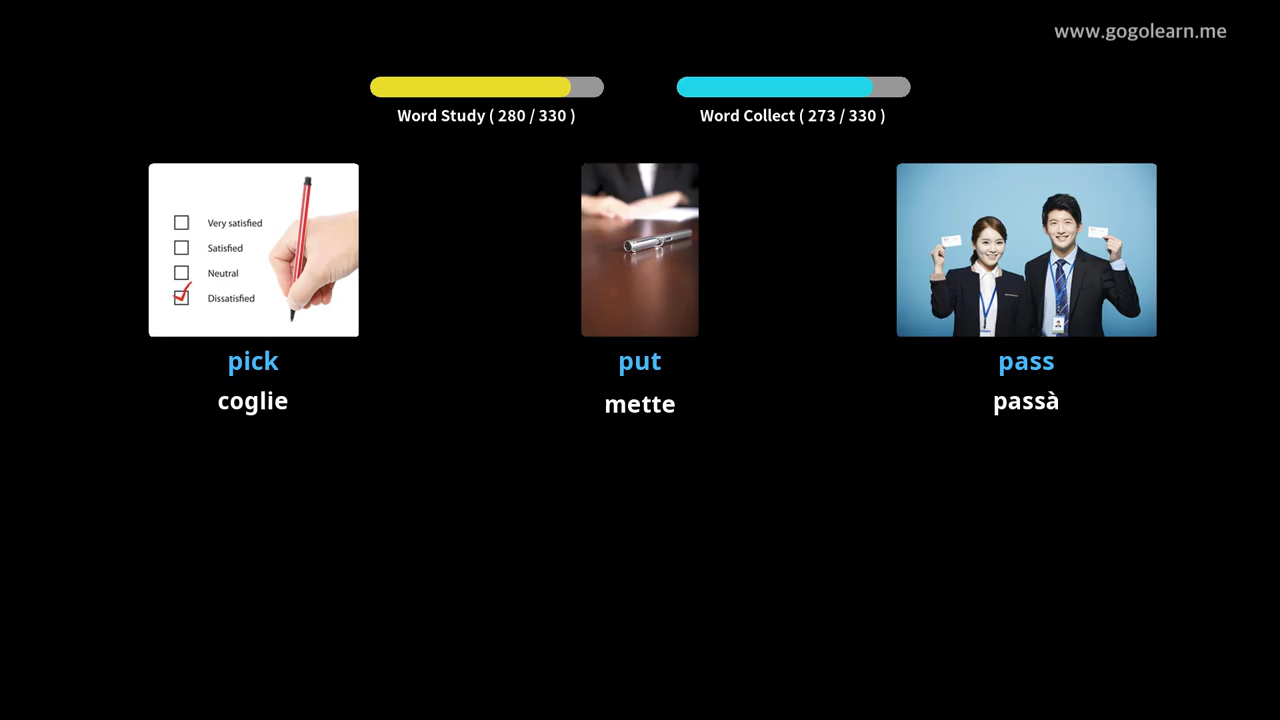 www.gogolearn.me
Word Study ( 280 / 330 )
Word Collect ( 273 / 330 )
Very satisfied
Satisfied
Neutral
Dissatisfied
pick
put
pass
coglie
mette
passà